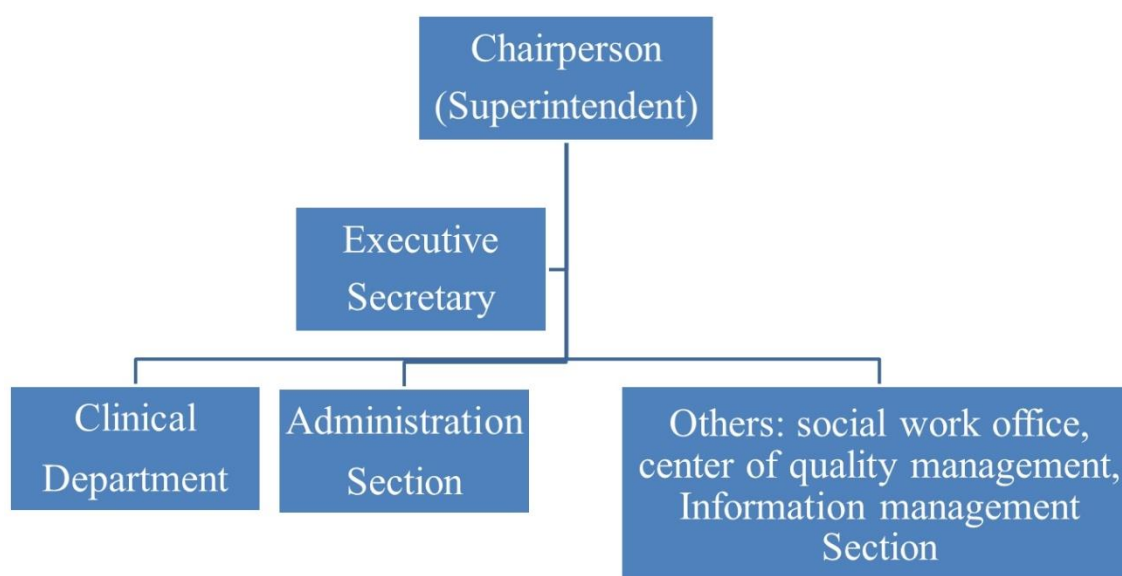 Chairperson
(Superintendent)
Executive
Secretary
Clinical
Department
Administration
Section
Others: social work office,
center of quality management,
Information management
Section